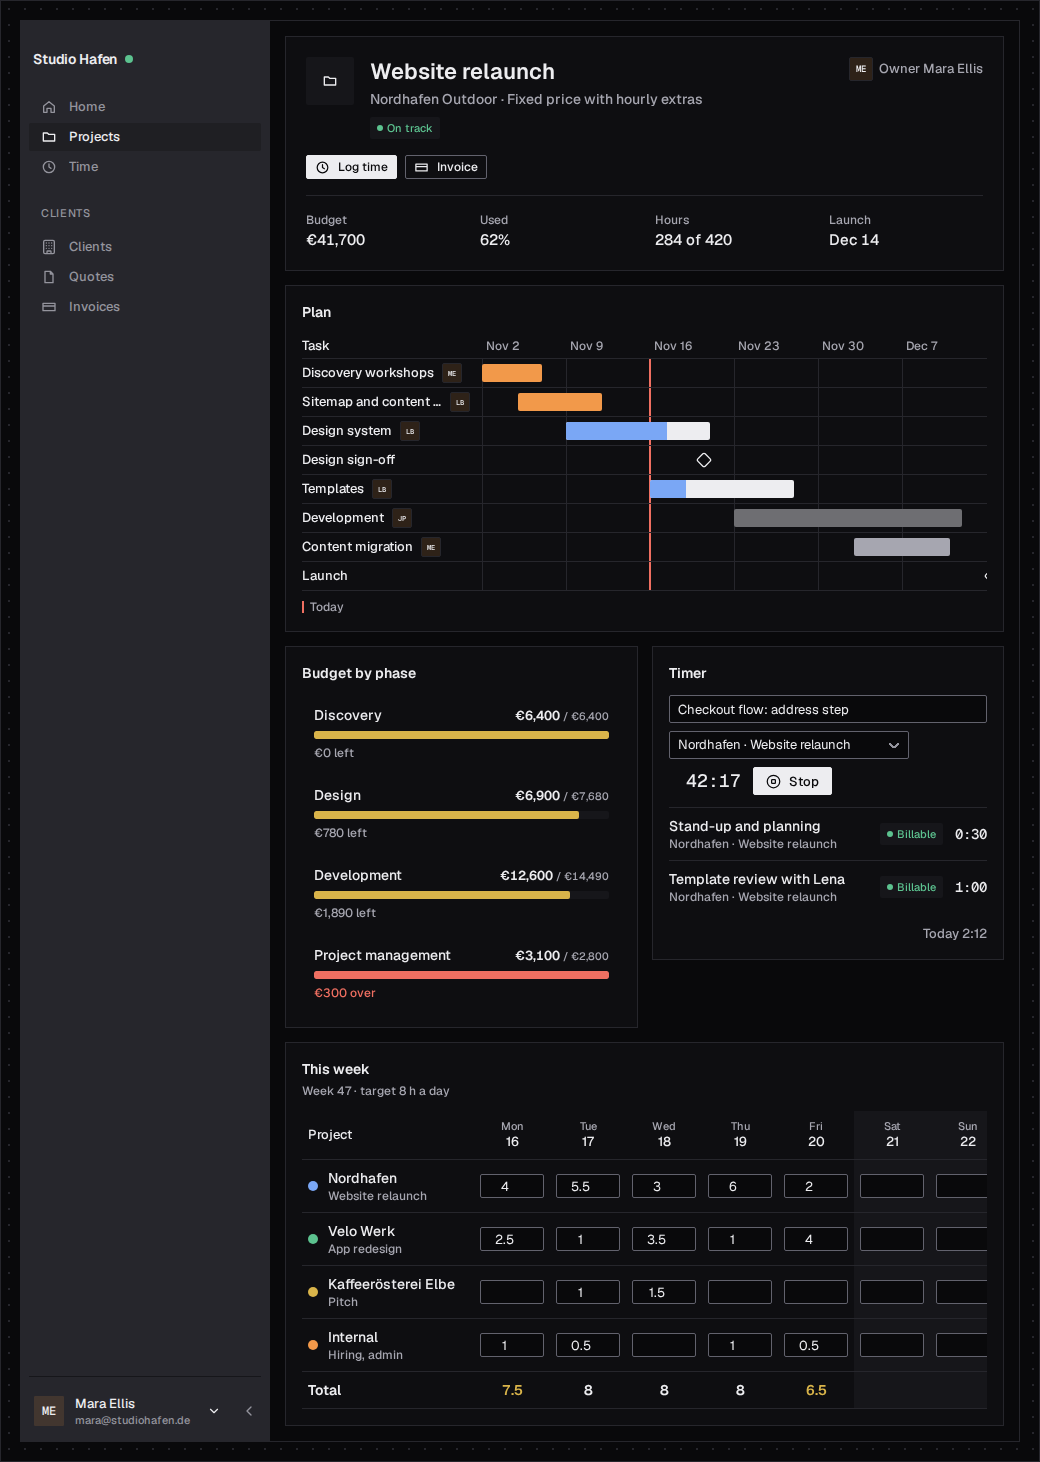 Studio Hafen
Home
Projects
Time
CLIENTS
Clients
Quotes
Invoices
ME
Mara Ellis
mara@studiohafen.de
Website relaunch
Nordhafen Outdoor · Fixed price with hourly extras
On track
ME Owner Mara Ellis
Log time
Invoice
Budget
€41,700
Used
62%
Hours
284 of 420
Launch
Dec 14
Plan
Task Nov 2 Nov 9 Nov 16 Nov 23 Nov 30 Dec 7
Discovery workshops ME
Sitemap and content … LB
Design system LB
Design sign-off
Templates LB
Development JP
Content migration ME
Launch
Today
Budget by phase
Discovery €6,400 / €6,400
€0 left
Design €6,900 / €7,680
€780 left
Development €12,600 / €14,490
€1,890 left
Project management €3,100 / €2,800
€300 over
Timer
Checkout flow: address step
Nordhafen · Website relaunch
42:17 Stop
Stand-up and planning
Nordhafen · Website relaunch
Billable 0:30
Template review with Lena
Nordhafen · Website relaunch
Billable 1:00
Today 2:12
This week
Week 47 · target 8 h a day
Project
Mon Tue Wed Thu Fri Sat Sun
16 17 18 19 20 21 22
Nordhafen
Website relaunch
4 5.5 3 6 2
Velo Werk
App redesign
2.5 1 3.5 1 4
Kaffeerösterei Elbe
Pitch
1 1.5
Internal
Hiring, admin
1 0.5 1 0.5
Total 7.5 8 8 8 6.5